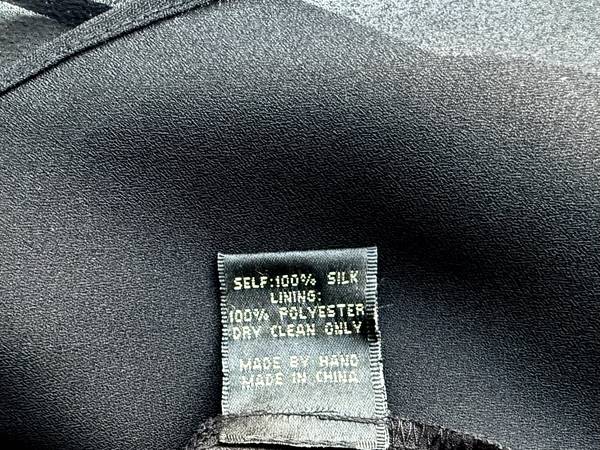 SELF:100% SILK
LINING:
100% POLYESTER
DRY CLEAN ONLY
MADE BY HAND
MADE IN CHINA